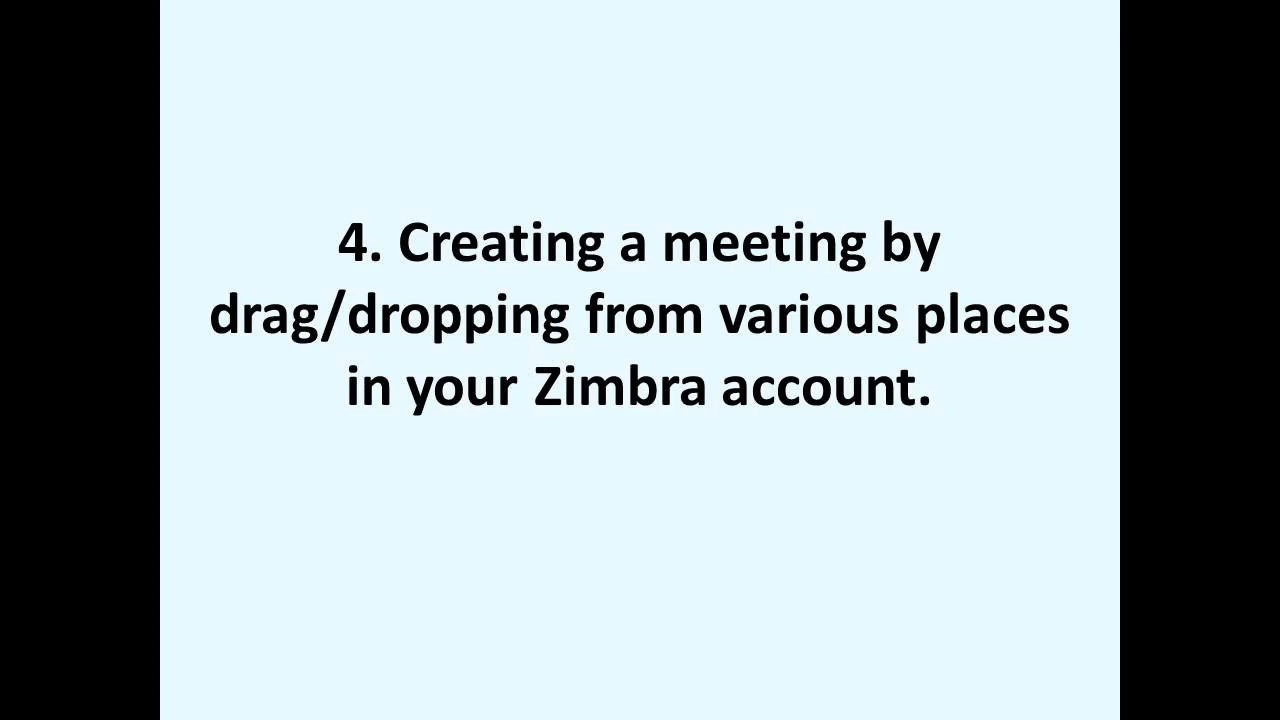 4. Creating a meeting by
drag/dropping from various places
in your Zimbra account.